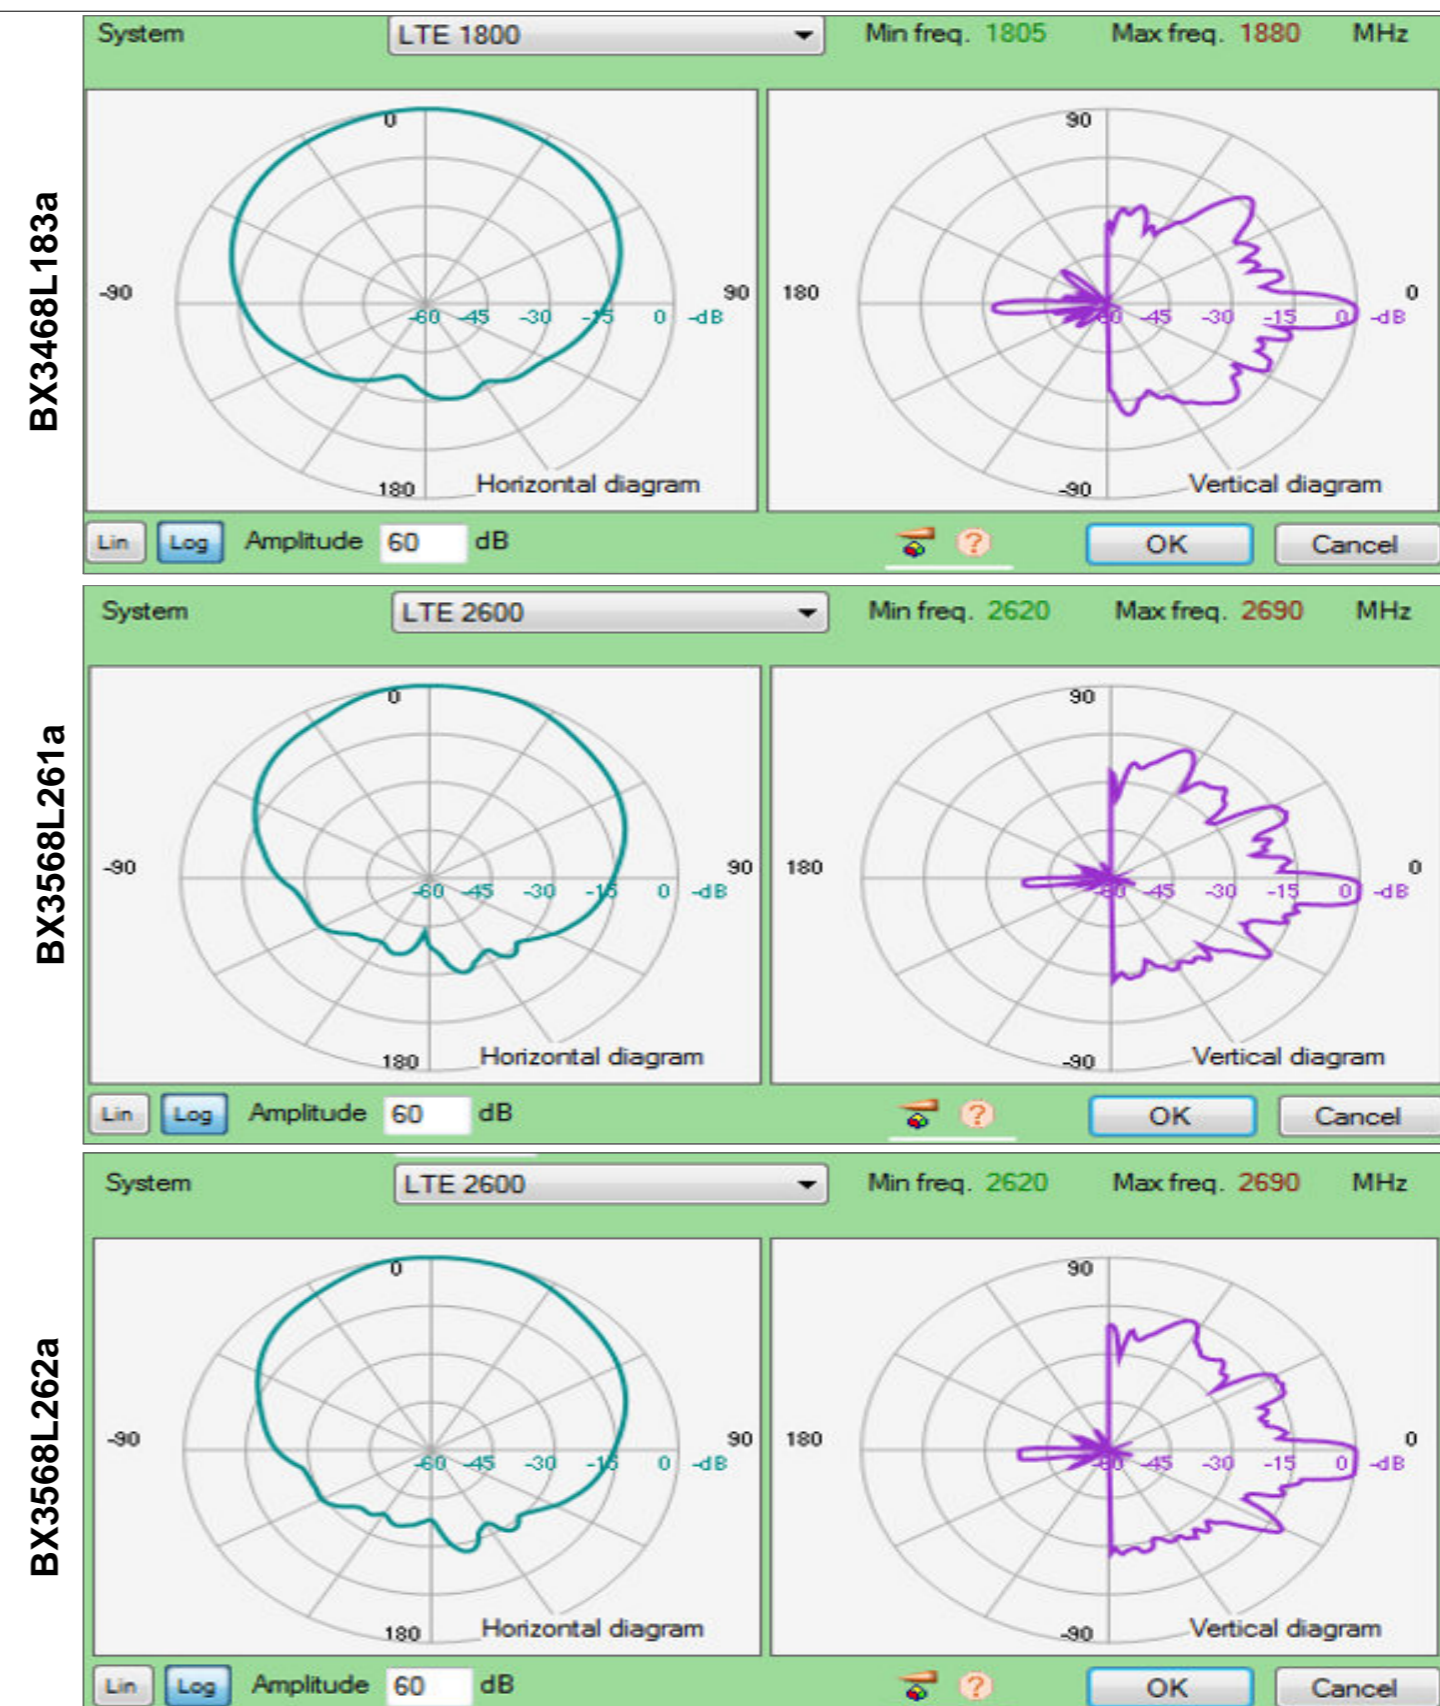 BX3468L183a
System LTE 1800 Min freq. 1805 Max freq. 1880 MHz
0 90
-90 90 180 0
-60 -45 -30 -15 0 -dB -60 -45 -30 -15 0 -dB
180 Horizontal diagram -90 Vertical diagram
Lin Log Amplitude 60 dB ? OK Cancel
BX3568L261a
System LTE 2600 Min freq. 2620 Max freq. 2690 MHz
0 90
-90 90 180 0
-60 -45 -30 -15 0 -dB -60 -45 -30 -15 0 -dB
180 Horizontal diagram -90 Vertical diagram
Lin Log Amplitude 60 dB ? OK Cancel
BX3568L262a
System LTE 2600 Min freq. 2620 Max freq. 2690 MHz
0 90
-90 90 180 0
-60 -45 -30 -15 0 -dB -60 -45 -30 -15 0 -dB
180 Horizontal diagram -90 Vertical diagram
Lin Log Amplitude 60 dB ? OK Cancel